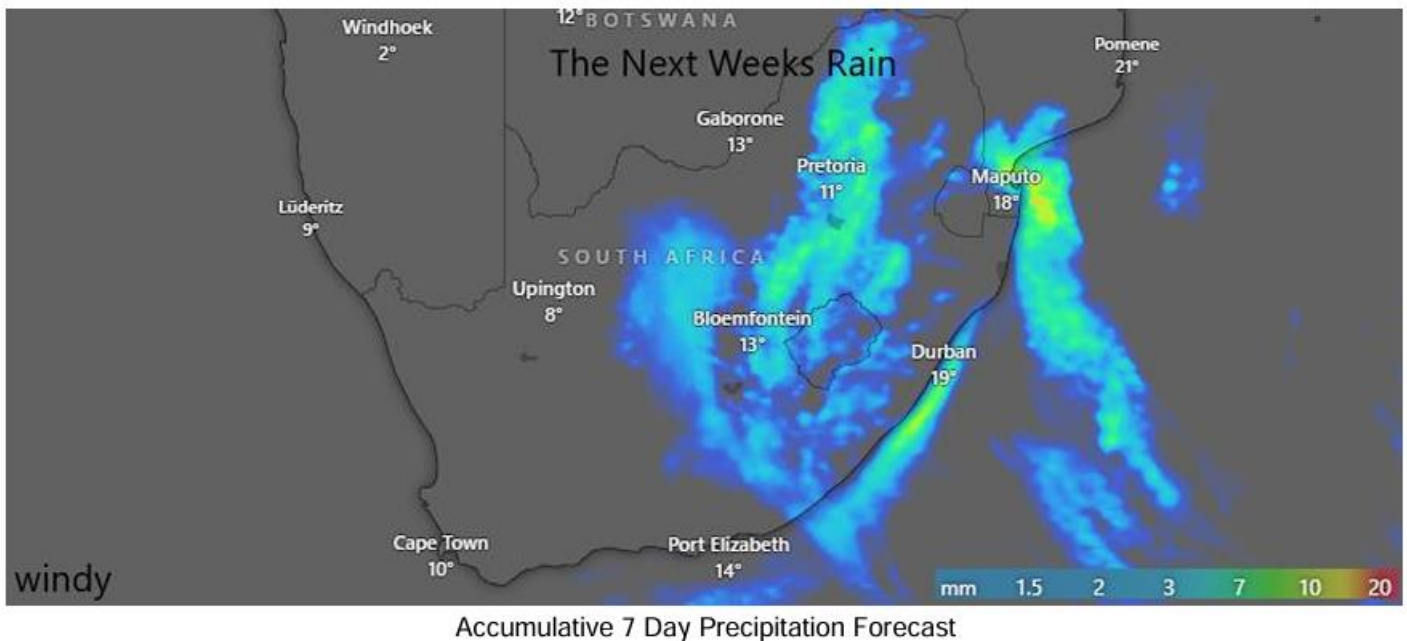 12° BOTSWANA
Windhoek
2°
The Next Weeks Rain
Pomene
21°
Gaborone
13°
Pretoria
11°
Maputo
18°
Lüderitz
9°
SOUTH AFRICA
Upington
8°
Bloemfontein
13°
Durban
19°
Cape Town
10°
Port Elizabeth
14°
windy
mm 1.5 2 3 7 10 20
Accumulative 7 Day Precipitation Forecast